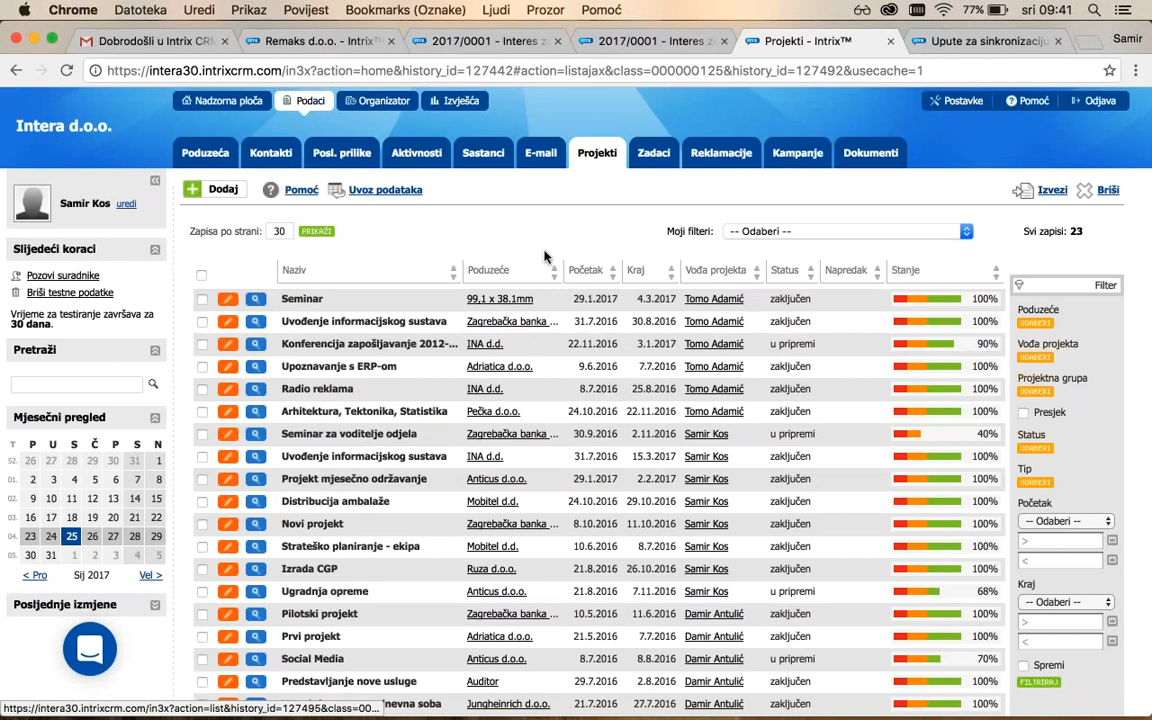 Chrome Datoteka Uredi Prikaz Povijest Bookmarks (Oznake) Ljudi Prozor Pomoć 77% sri 09:41
Dobrodošli u Intrix CRM × Remaks d.o.o. - Intrix™ × 2017/0001 - Interes z × 2017/0001 - Interes z × Projekti - Intrix™ × Upute za sinkronizaciju × Samir
https://intera30.intrixcrm.com/in3x?action=home&history_id=127442#action=listajax&class=000000125&history_id=127492&usecache=1
Nadzorna ploča Podaci Organizator Izvješća Postavke Pomoć Odjava
Intera d.o.o.
Poduzeća Kontakti Posl. prilike Aktivnosti Sastanci E-mail Projekti Zadaci Reklamacije Kampanje Dokumenti
Samir Kos uredi
Slijedeći koraci
Pozovi suradnike
Briši testne podatke
Vrijeme za testiranje završava za
30 dana.
Pretraži
Mjesečni pregled
T P U S Č P S N
52. 26 27 28 29 30 31 1
01. 2 3 4 5 6 7 8
02. 9 10 11 12 13 14 15
03. 16 17 18 19 20 21 22
04. 23 24 25 26 27 28 29
05. 30 31 1 2 3 4 5
< Pro Sij 2017 Vel >
Posljednje izmjene
Dodaj Pomoć Uvoz podataka Izvezi Briši
Zapisa po strani: 30 PRIKAŽI Moji filteri: -- Odaberi -- Svi zapisi: 23
Naziv Poduzeće Početak Kraj Vođa projekta Status Napredak Stanje
Seminar 99,1 x 38.1mm 29.1.2017 4.3.2017 Tomo Adamić zaključen 100%
Uvođenje informacijskog sustava Zagrebačka banka ... 31.7.2016 30.8.2016 Tomo Adamić zaključen 100%
Konferencija zapošljavanje 2012-... INA d.d. 22.11.2016 3.1.2017 Tomo Adamić u pripremi 90%
Upoznavanje s ERP-om Adriatica d.o.o. 9.6.2016 7.7.2016 Tomo Adamić zaključen 100%
Radio reklama INA d.d. 8.7.2016 25.8.2016 Tomo Adamić zaključen 100%
Arhitektura, Tektonika, Statistika Pečka d.o.o. 24.10.2016 22.11.2016 Tomo Adamić zaključen 100%
Seminar za voditelje odjela Zagrebačka banka ... 30.9.2016 2.11.2016 Samir Kos u pripremi 40%
Uvođenje informacijskog sustava INA d.d. 31.7.2016 15.3.2017 Samir Kos zaključen 100%
Projekt mjesečno održavanje Anticus d.o.o. 29.1.2017 2.2.2017 Samir Kos zaključen 100%
Distribucija ambalaže Mobitel d.d. 24.10.2016 29.10.2016 Samir Kos zaključen 100%
Novi projekt Zagrebačka banka ... 8.10.2016 11.10.2016 Samir Kos zaključen 100%
Strateško planiranje - ekipa Mobitel d.d. 10.6.2016 8.7.2016 Samir Kos zaključen 100%
Izrada CGP Ruza d.o.o. 21.8.2016 26.10.2016 Samir Kos zaključen 100%
Ugradnja opreme Anticus d.o.o. 21.8.2016 7.11.2016 Samir Kos zaključen 68%
Pilotski projekt Zagrebačka banka ... 10.5.2016 11.6.2016 Damir Antulić zaključen 100%
Prvi projekt Adriatica d.o.o. 21.5.2016 7.7.2016 Damir Antulić zaključen 100%
Social Media Anticus d.o.o. 8.7.2016 8.8.2016 Damir Antulić u pripremi 70%
Predstavljanje nove usluge Auditor 29.7.2016 2.8.2016 Damir Antulić zaključen 100%
dnevna soba Jungheinrich d.o.o. 21.7.2016 27.7.2016 Damir Antulić zaključen 100%
Filter
Poduzeće
ODABERI
Vođa projekta
ODABERI
Projektna grupa
ODABERI
Presjek
Status
ODABERI
Tip
ODABERI
Početak
-- Odaberi --
>
<
Kraj
-- Odaberi --
>
<
Spremi
FILTRIRAJ
https://intera30.intrixcrm.com/in3x?action=list&history_id=127495&class=00...